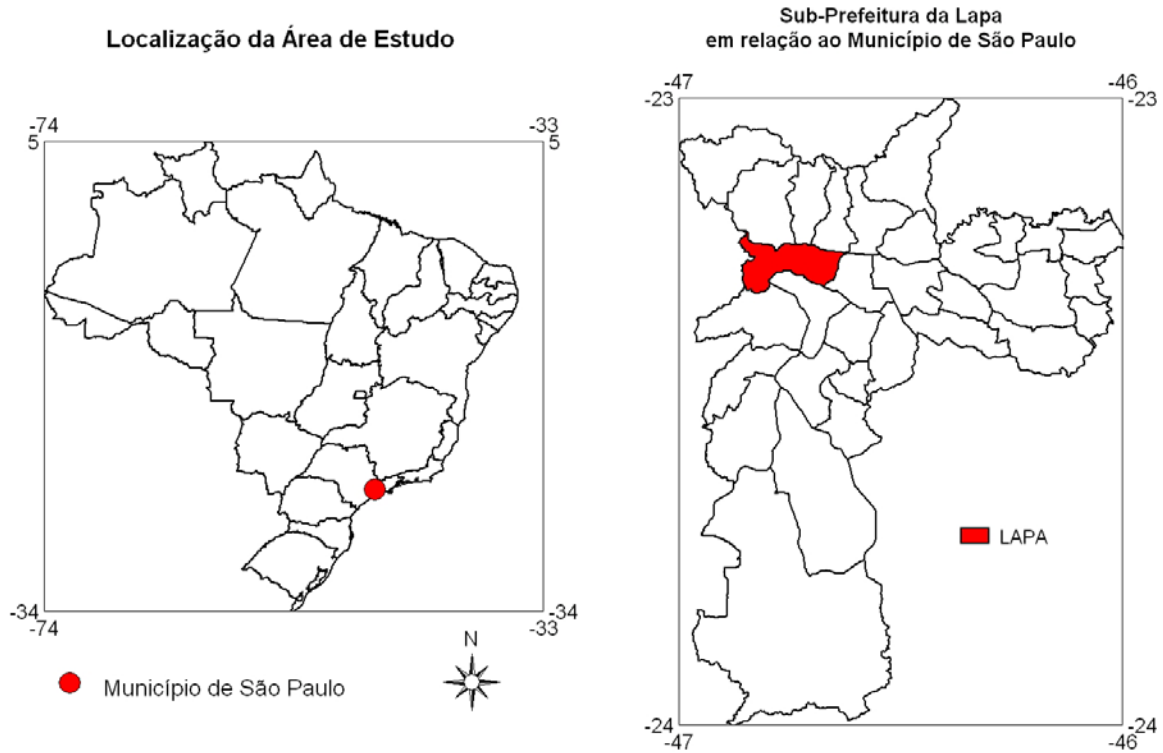 Localização da Área de Estudo
-74
-33
5
5
-34
-34
-74
-33
N
Município de São Paulo
Sub-Prefeitura da Lapa
em relação ao Município de São Paulo
-47
-46
-23
-23
LAPA
-24
-24
-47
-46